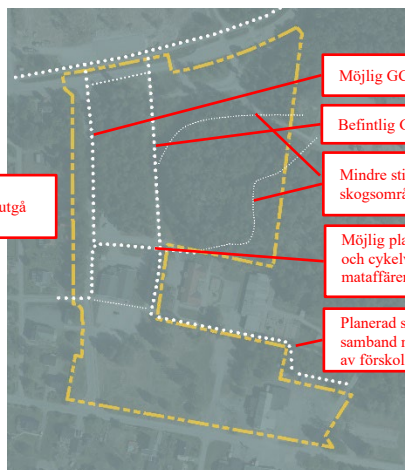 Möjlig GC
Befintlig G
Mindre sti
skogsområ
utgå
Möjlig pla
och cykelv
mataffären
Planerad s
samband m
av förskol